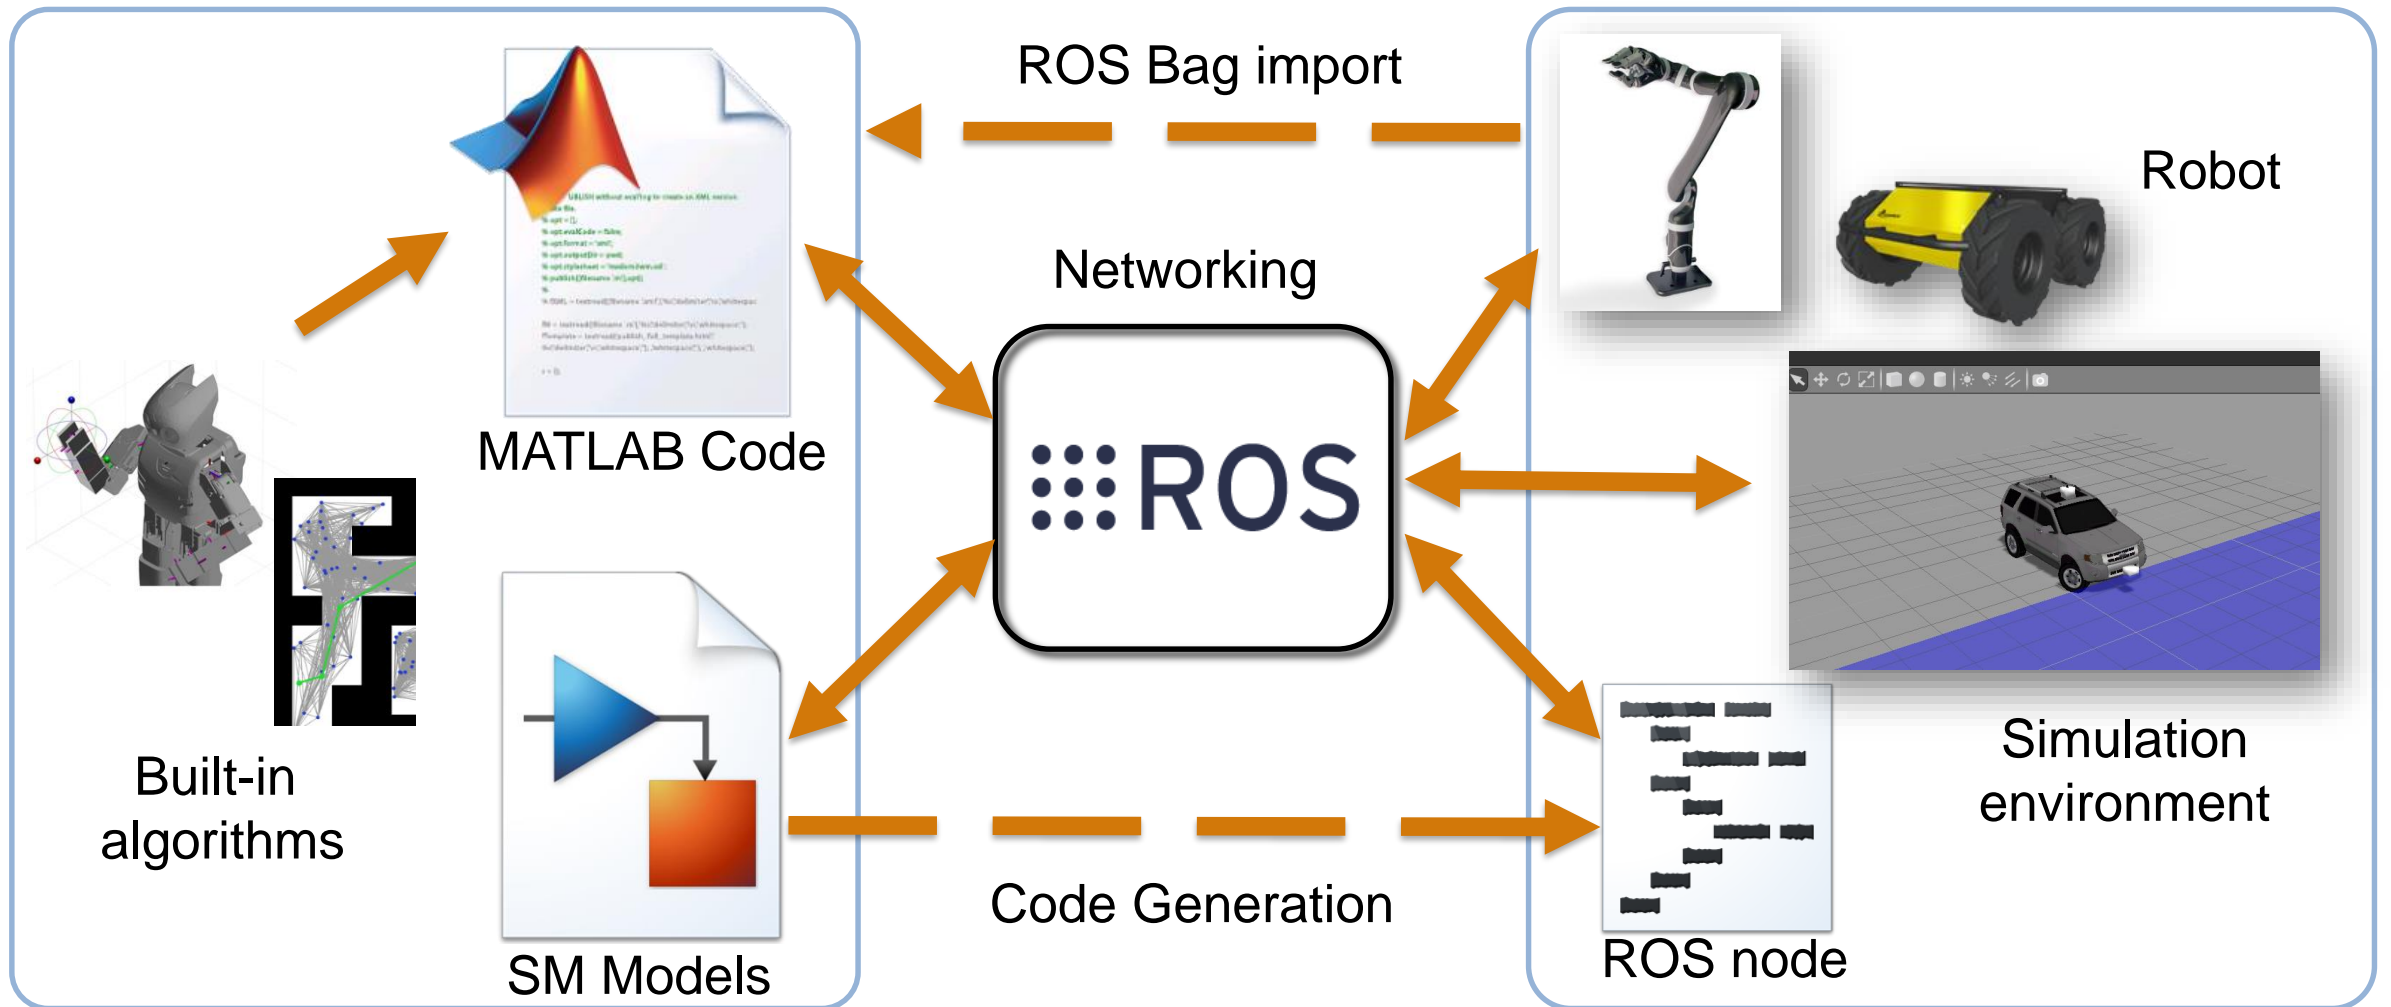 ROS Bag import
Robot
Networking
MATLAB Code
ROS
Built-in
algorithms
Simulation
environment
Code Generation
SM Models
ROS node